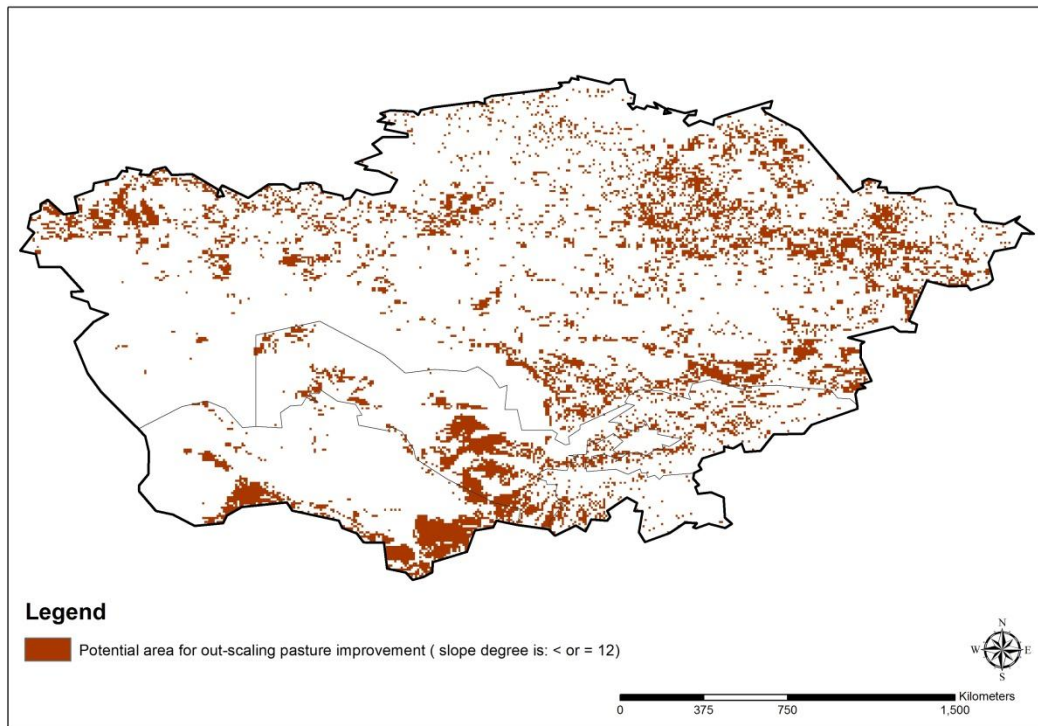 Legend
Potential area for out-scaling pasture improvement ( slope degree is: < or = 12)
N
W E
S
Kilometers
0 375 750 1,500